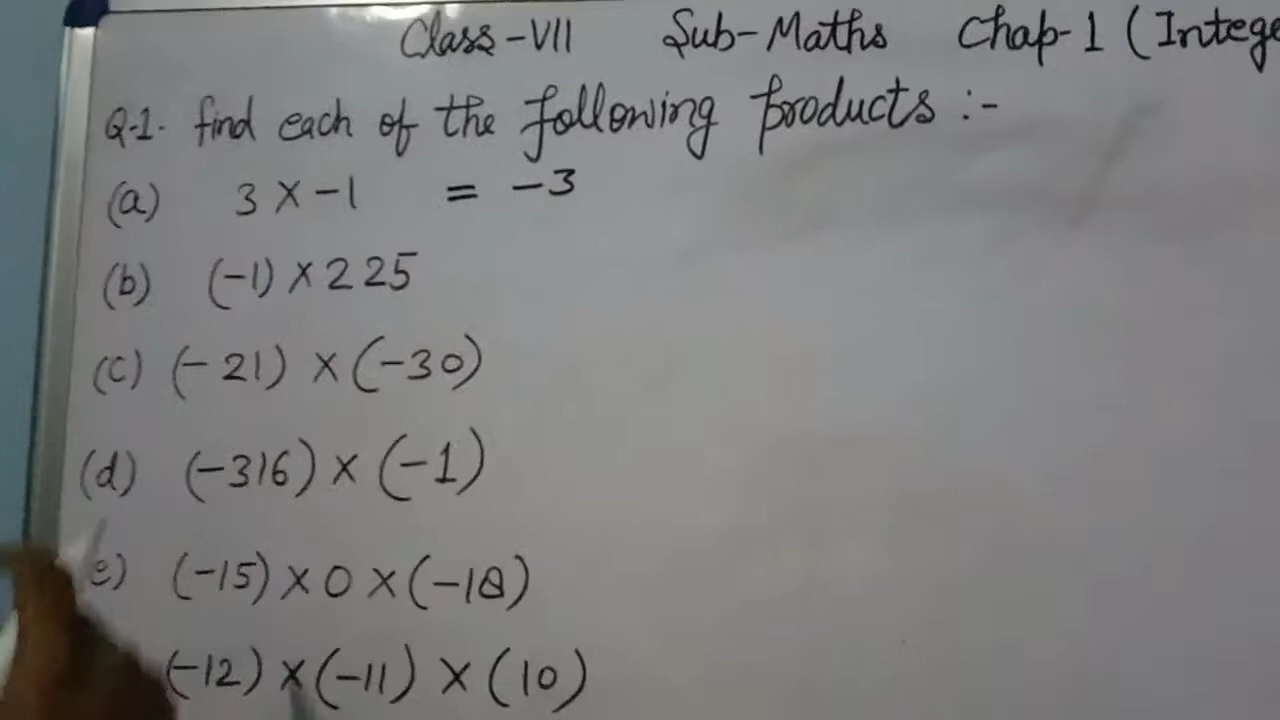 Class-VII Sub-Maths Chap-1 (Intege
Q-1. find each of the following products :-
(a) 3 × -1 = -3
(b) (-1) × 225
(c) (-21) × (-30)
(d) (-316) × (-1)
e) (-15) × 0 × (-18)
(-12) × (-11) × (10)